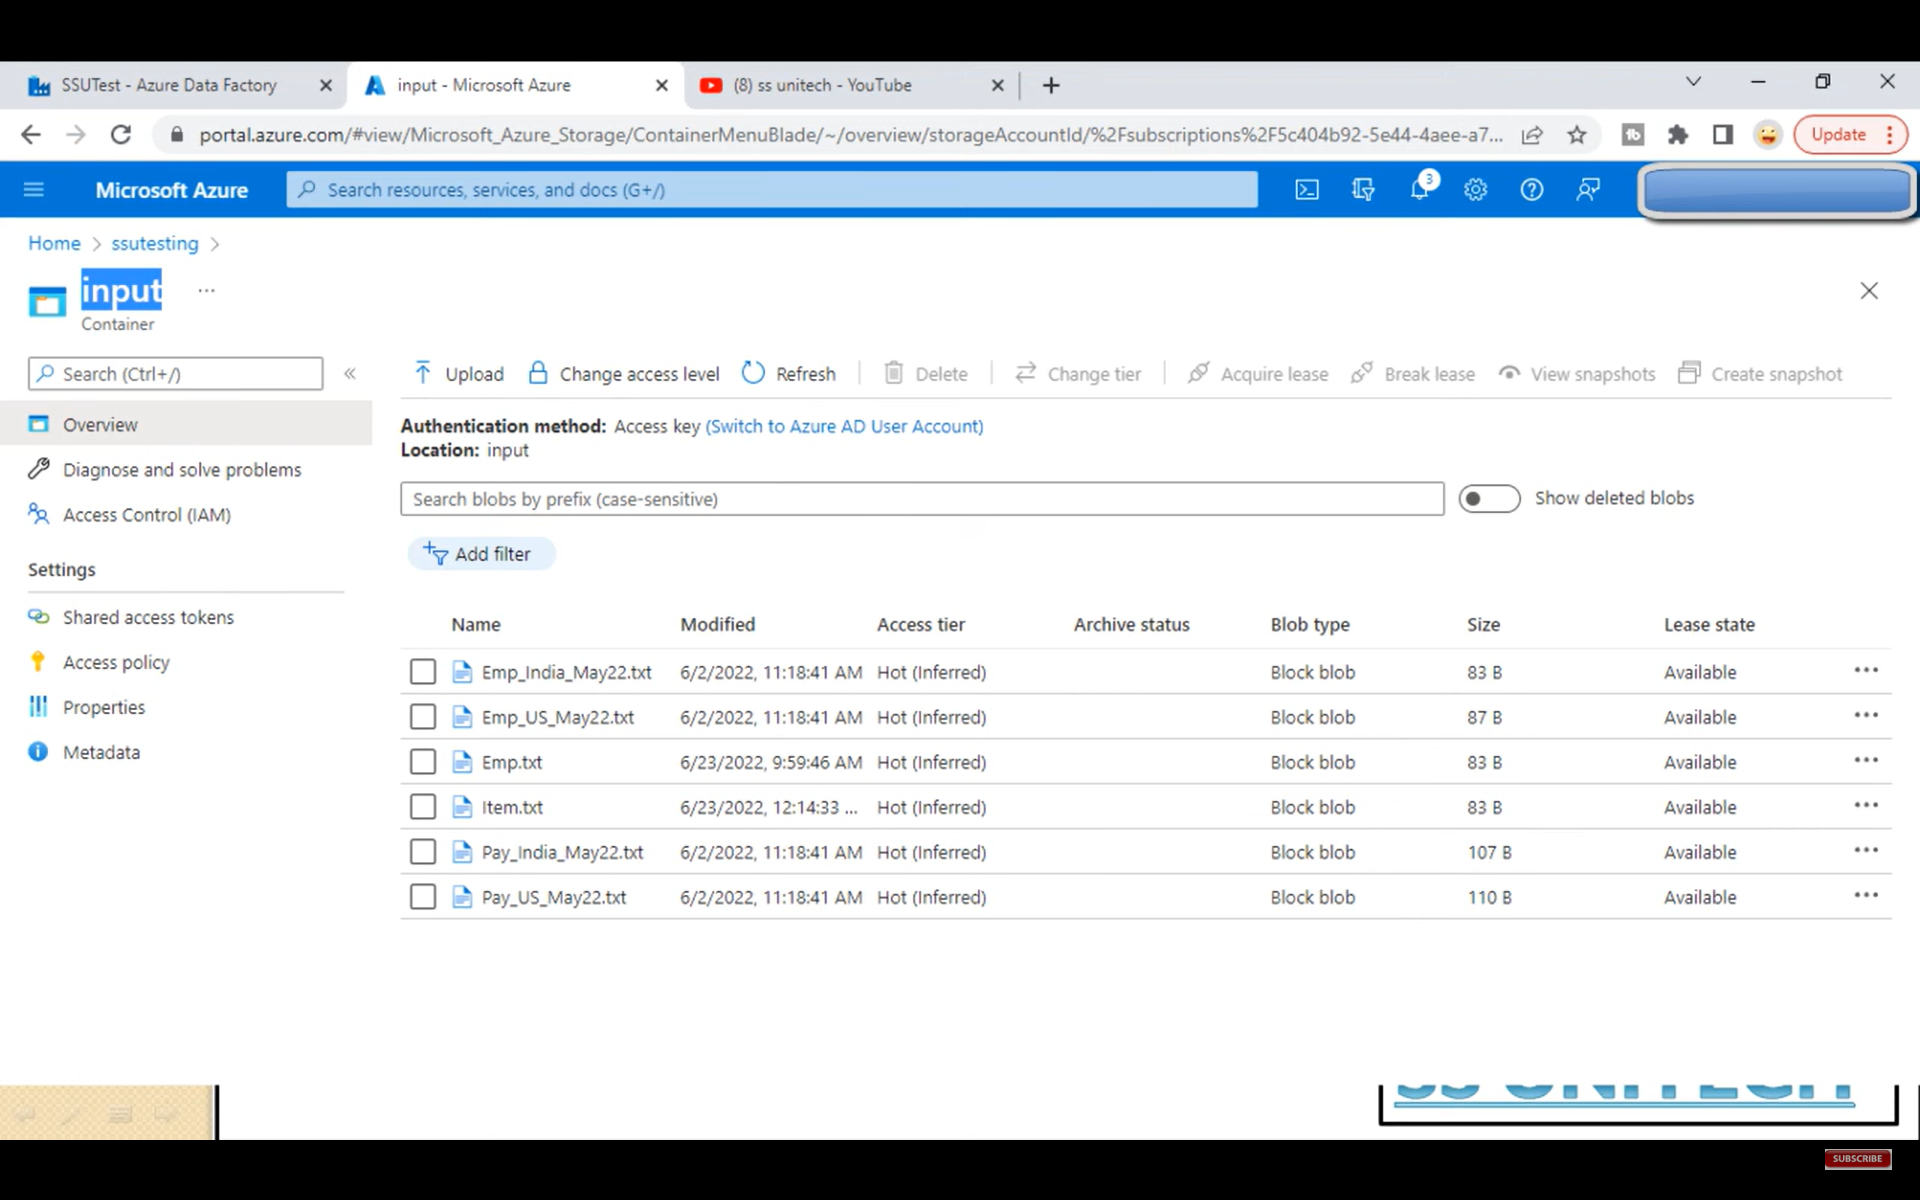 SSUTest - Azure Data Factory
input - Microsoft Azure
(8) ss unitech - YouTube
portal.azure.com/#view/Microsoft_Azure_Storage/ContainerMenuBlade/~/overview/storageAccountId/%2Fsubscriptions%2F5c404b92-5e44-4aee-a7...
Update
Microsoft Azure
Search resources, services, and docs (G+/)
3
Home > ssutesting >
input ...
Container
Search (Ctrl+/)
«
Upload Change access level Refresh Delete Change tier Acquire lease Break lease View snapshots Create snapshot
Overview
Diagnose and solve problems
Access Control (IAM)
Settings
Shared access tokens
Access policy
Properties
Metadata
Authentication method: Access key (Switch to Azure AD User Account)
Location: input
Search blobs by prefix (case-sensitive)
Show deleted blobs
Add filter
Name Modified Access tier Archive status Blob type Size Lease state
Emp_India_May22.txt 6/2/2022, 11:18:41 AM Hot (Inferred) Block blob 83 B Available ...
Emp_US_May22.txt 6/2/2022, 11:18:41 AM Hot (Inferred) Block blob 87 B Available ...
Emp.txt 6/23/2022, 9:59:46 AM Hot (Inferred) Block blob 83 B Available ...
Item.txt 6/23/2022, 12:14:33 ... Hot (Inferred) Block blob 83 B Available ...
Pay_India_May22.txt 6/2/2022, 11:18:41 AM Hot (Inferred) Block blob 107 B Available ...
Pay_US_May22.txt 6/2/2022, 11:18:41 AM Hot (Inferred) Block blob 110 B Available ...
SS UNITECH
SUBSCRIBE